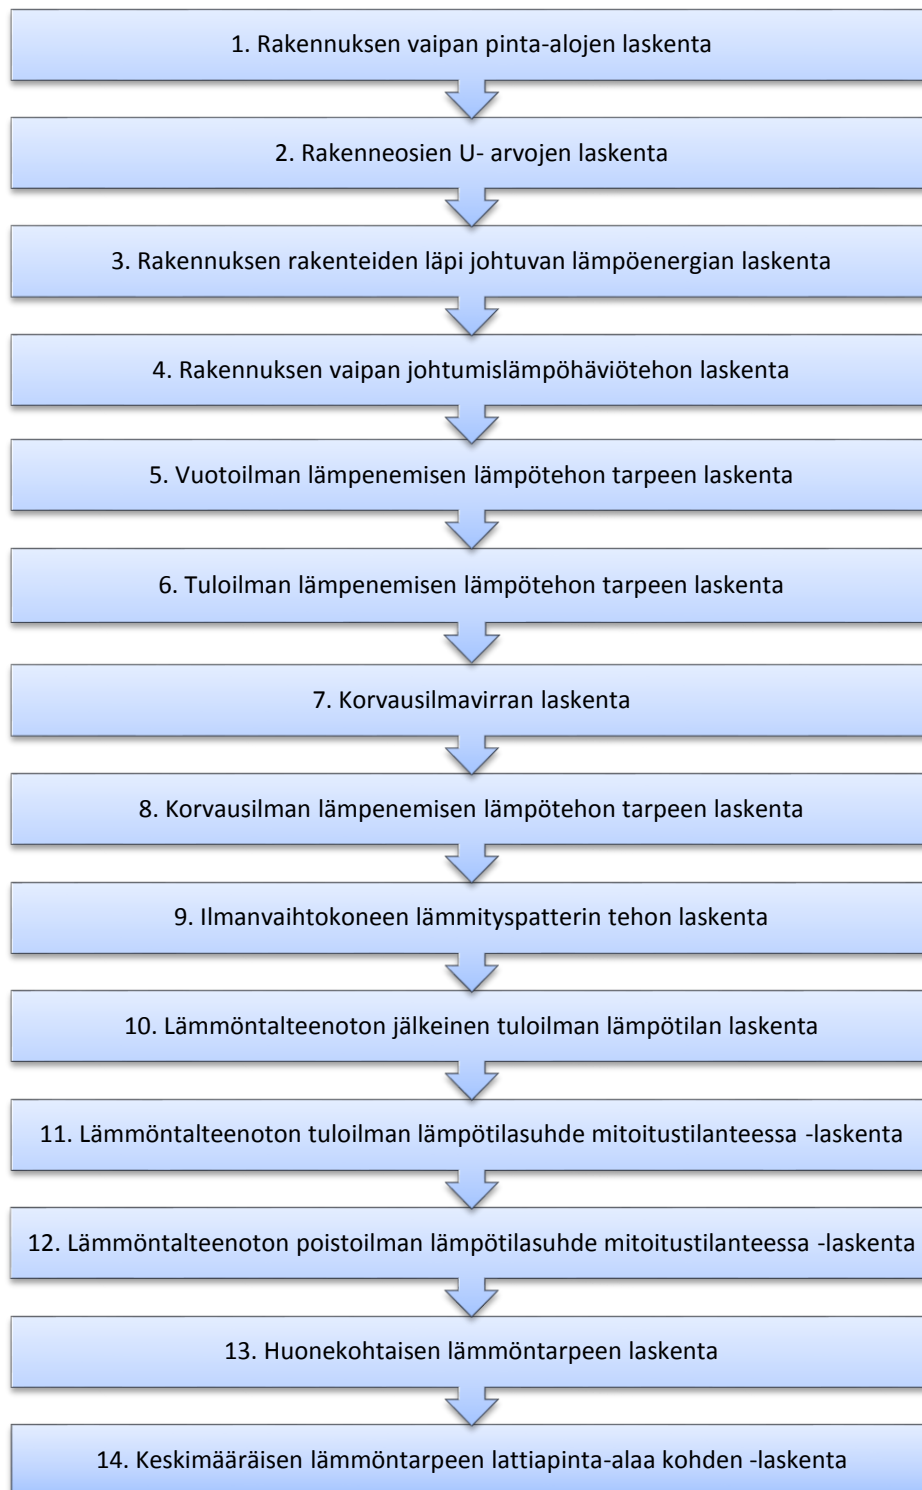 1. Rakennuksen vaipan pinta-alojen laskenta
2. Rakenneosien U- arvojen laskenta
3. Rakennuksen rakenteiden läpi johtuvan lämpöenergian laskenta
4. Rakennuksen vaipan johtumislämpöhäviötehon laskenta
5. Vuotoilman lämpenemisen lämpötehon tarpeen laskenta
6. Tuloilman lämpenemisen lämpötehon tarpeen laskenta
7. Korvausilmavirran laskenta
8. Korvausilman lämpenemisen lämpötehon tarpeen laskenta
9. Ilmanvaihtokoneen lämmityspatterin tehon laskenta
10. Lämmöntalteenoton jälkeinen tuloilman lämpötilan laskenta
11. Lämmöntalteenoton tuloilman lämpötilasuhde mitoitustilanteessa -laskenta
12. Lämmöntalteenoton poistoilman lämpötilasuhde mitoitustilanteessa -laskenta
13. Huonekohtaisen lämmöntarpeen laskenta
14. Keskimääräisen lämmöntarpeen lattiapinta-alaa kohden -laskenta